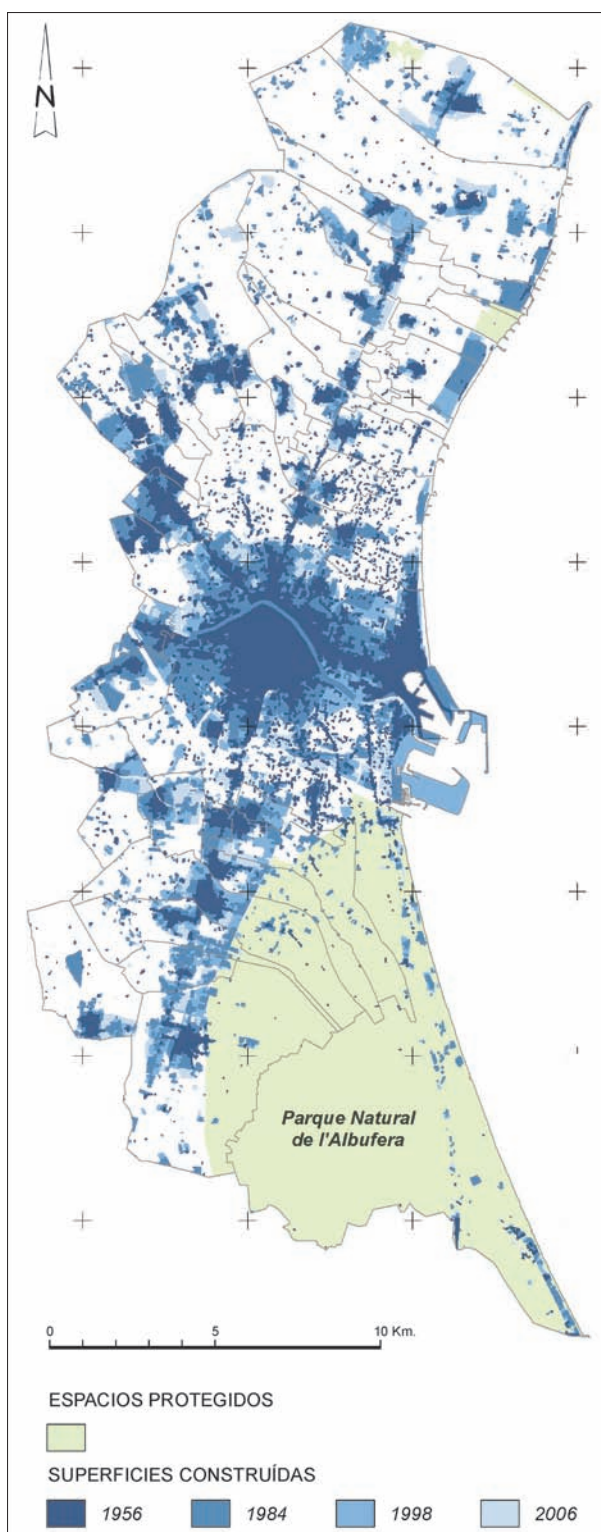 N
Parque Natural
de l'Albufera
0 5 10 Km.
ESPACIOS PROTEGIDOS
SUPERFICIES CONSTRUÍDAS
1956 1984 1998 2006